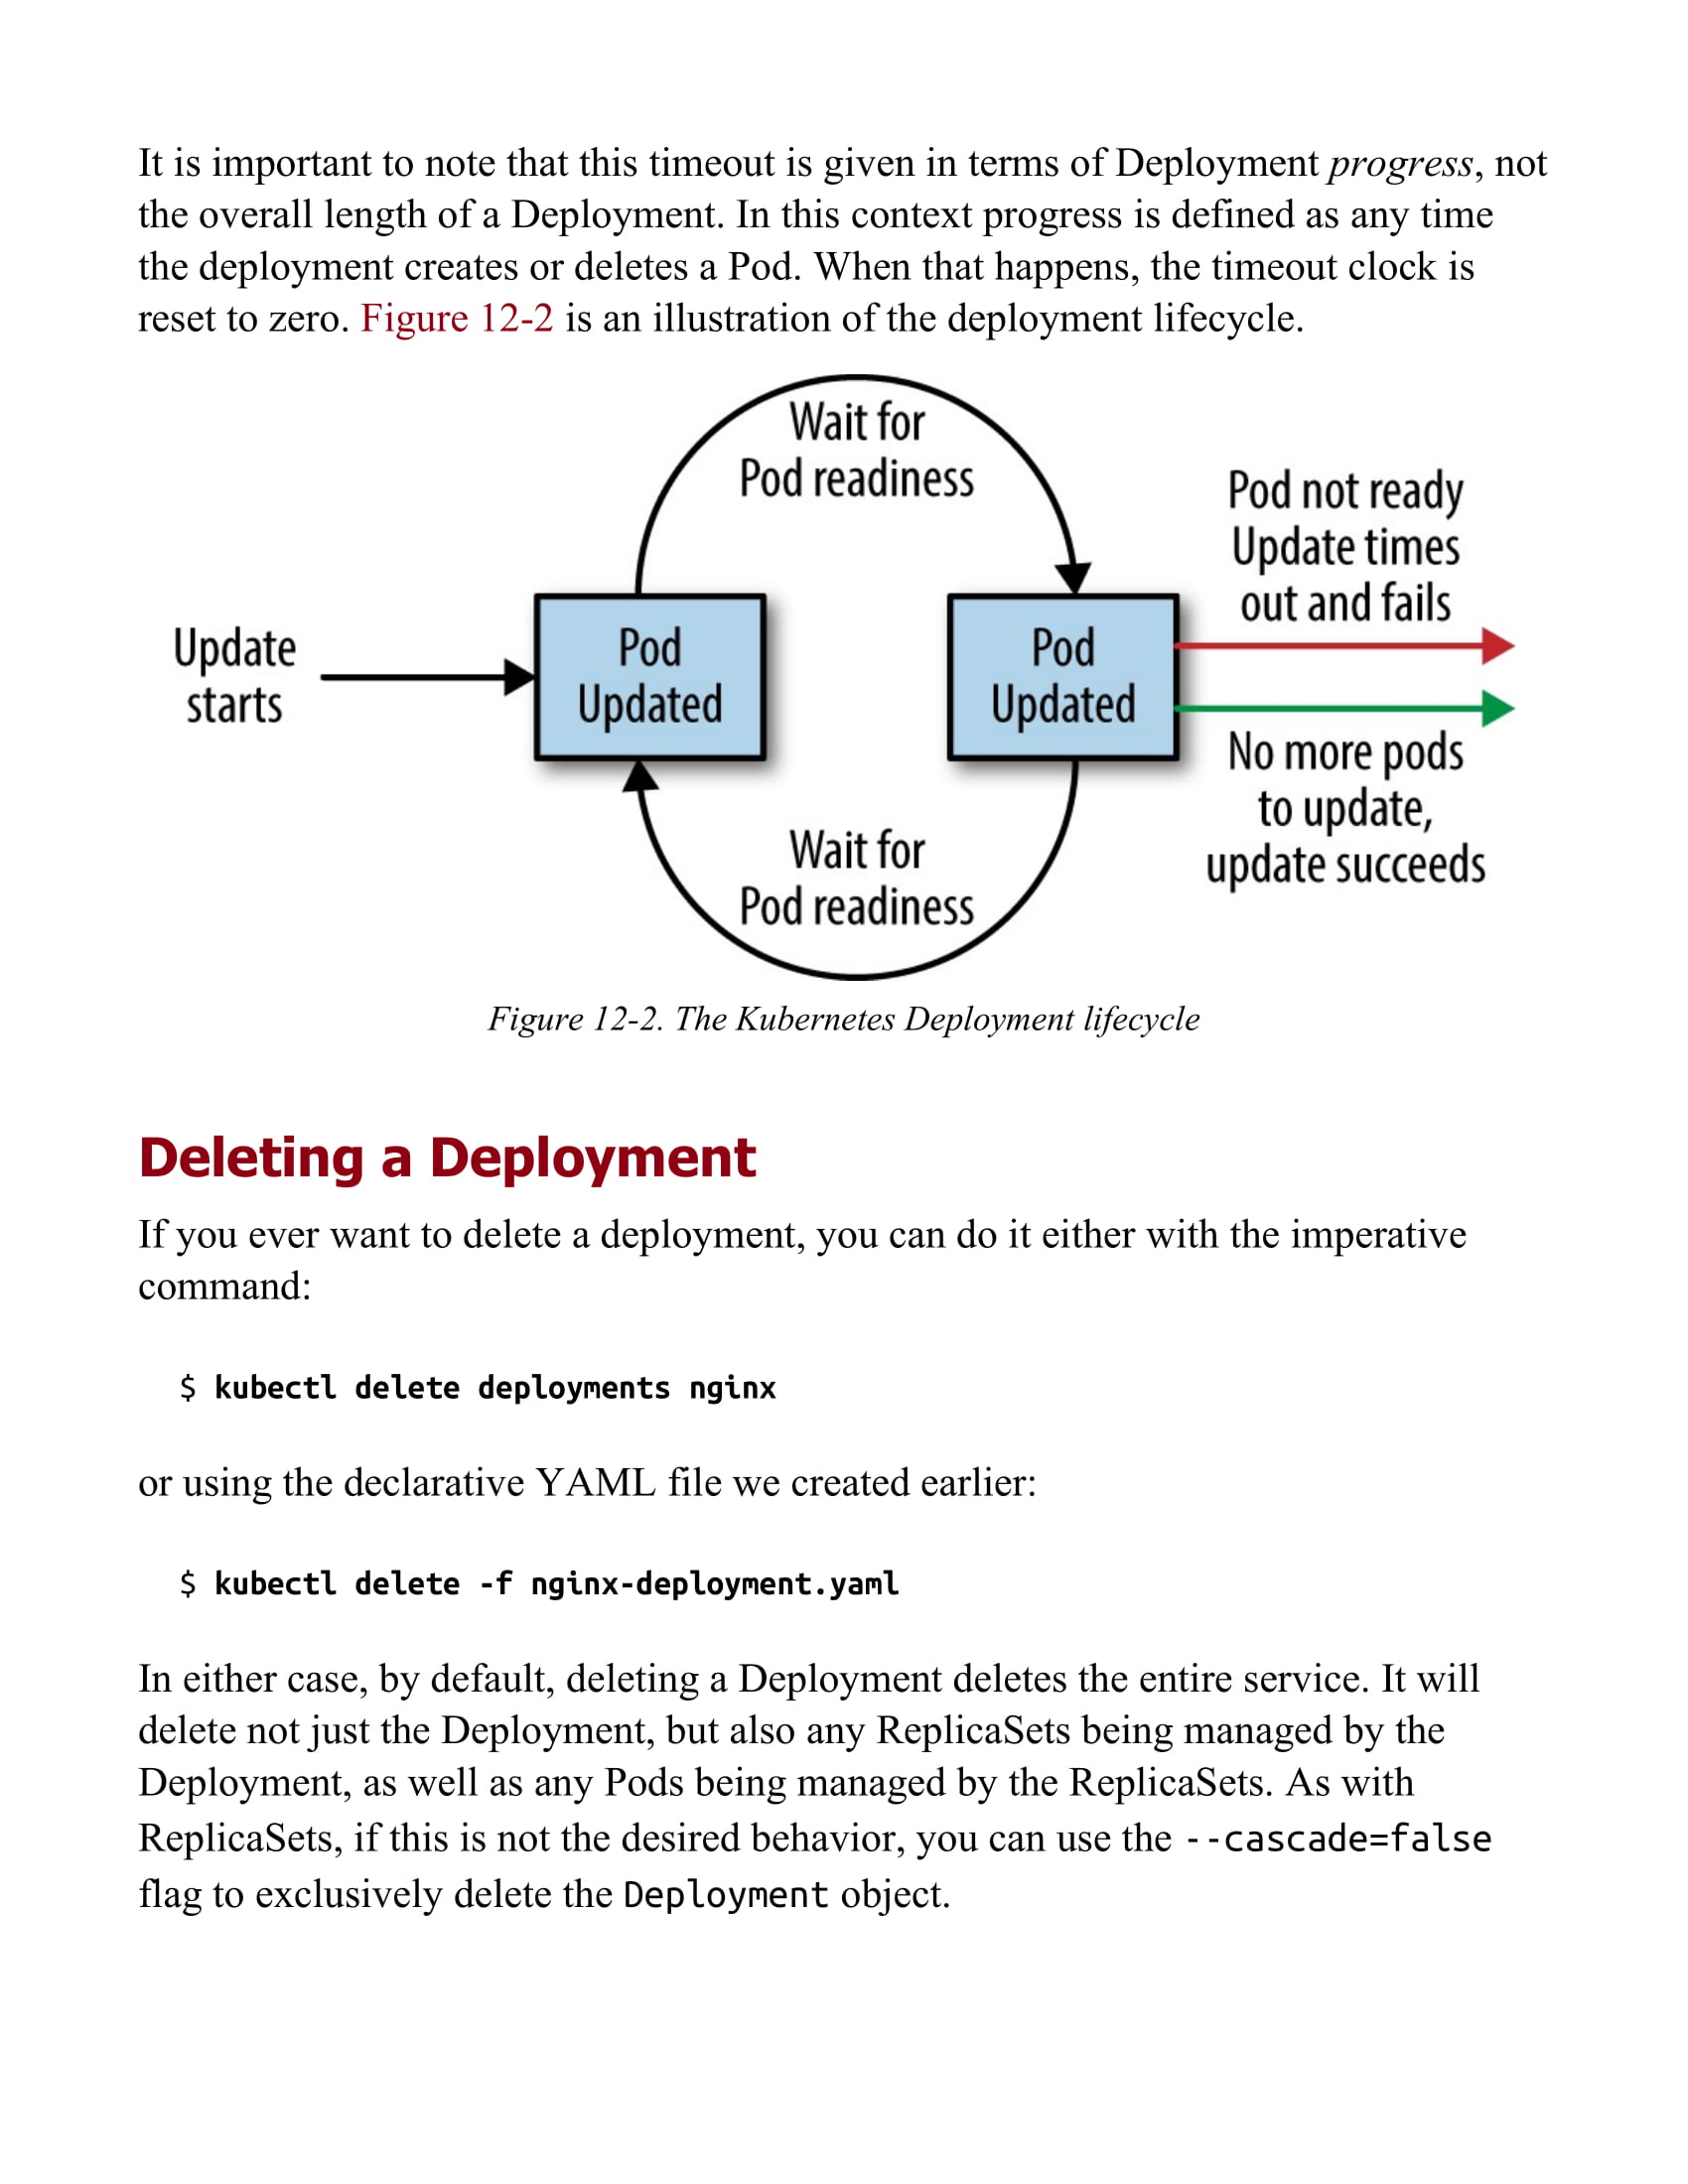 It is important to note that this timeout is given in terms of Deployment progress, not
the overall length of a Deployment. In this context progress is defined as any time
the deployment creates or deletes a Pod. When that happens, the timeout clock is
reset to zero. Figure 12-2 is an illustration of the deployment lifecycle.
Wait for
Pod readiness
Pod not ready
Update times
out and fails
Update
starts
Pod
Updated
Pod
Updated
No more pods
to update,
update succeeds
Wait for
Pod readiness
Figure 12-2. The Kubernetes Deployment lifecycle
Deleting a Deployment
If you ever want to delete a deployment, you can do it either with the imperative
command:
$ kubectl delete deployments nginx
or using the declarative YAML file we created earlier:
$ kubectl delete -f nginx-deployment.yaml
In either case, by default, deleting a Deployment deletes the entire service. It will
delete not just the Deployment, but also any ReplicaSets being managed by the
Deployment, as well as any Pods being managed by the ReplicaSets. As with
ReplicaSets, if this is not the desired behavior, you can use the --cascade=false
flag to exclusively delete the Deployment object.